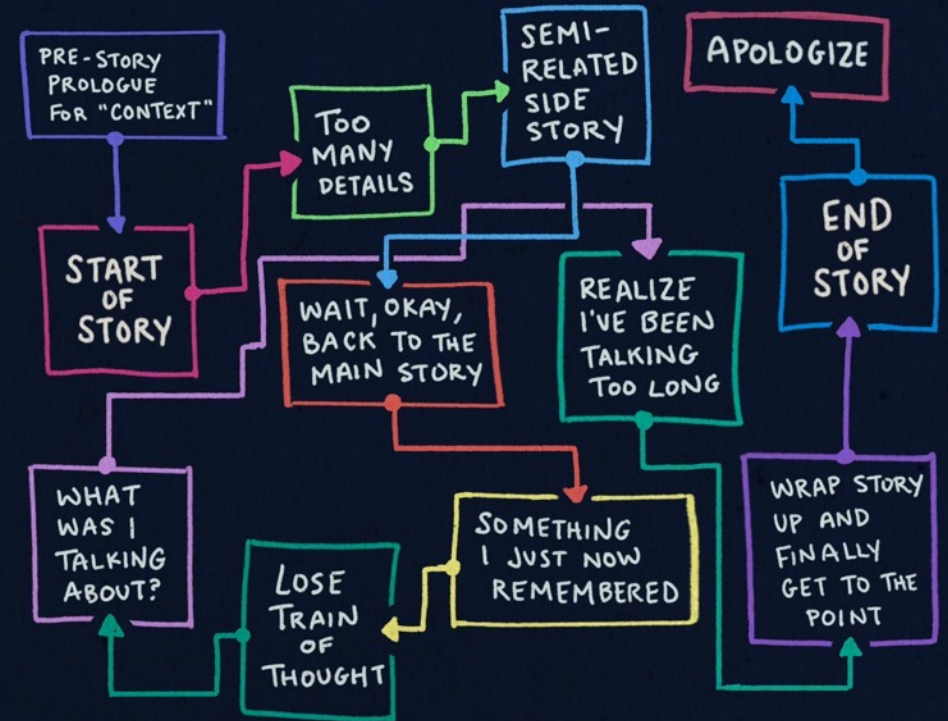 PRE-STORY
PROLOGUE
FOR "CONTEXT"
START
OF
STORY
TOO
MANY
DETAILS
SEMI-
RELATED
SIDE
STORY
WAIT, OKAY,
BACK TO THE
MAIN STORY
SOMETHING
I JUST NOW
REMEMBERED
LOSE
TRAIN
OF
THOUGHT
WHAT
WAS I
TALKING
ABOUT?
REALIZE
I'VE BEEN
TALKING
TOO LONG
WRAP STORY
UP AND
FINALLY
GET TO THE
POINT
END
OF
STORY
APOLOGIZE